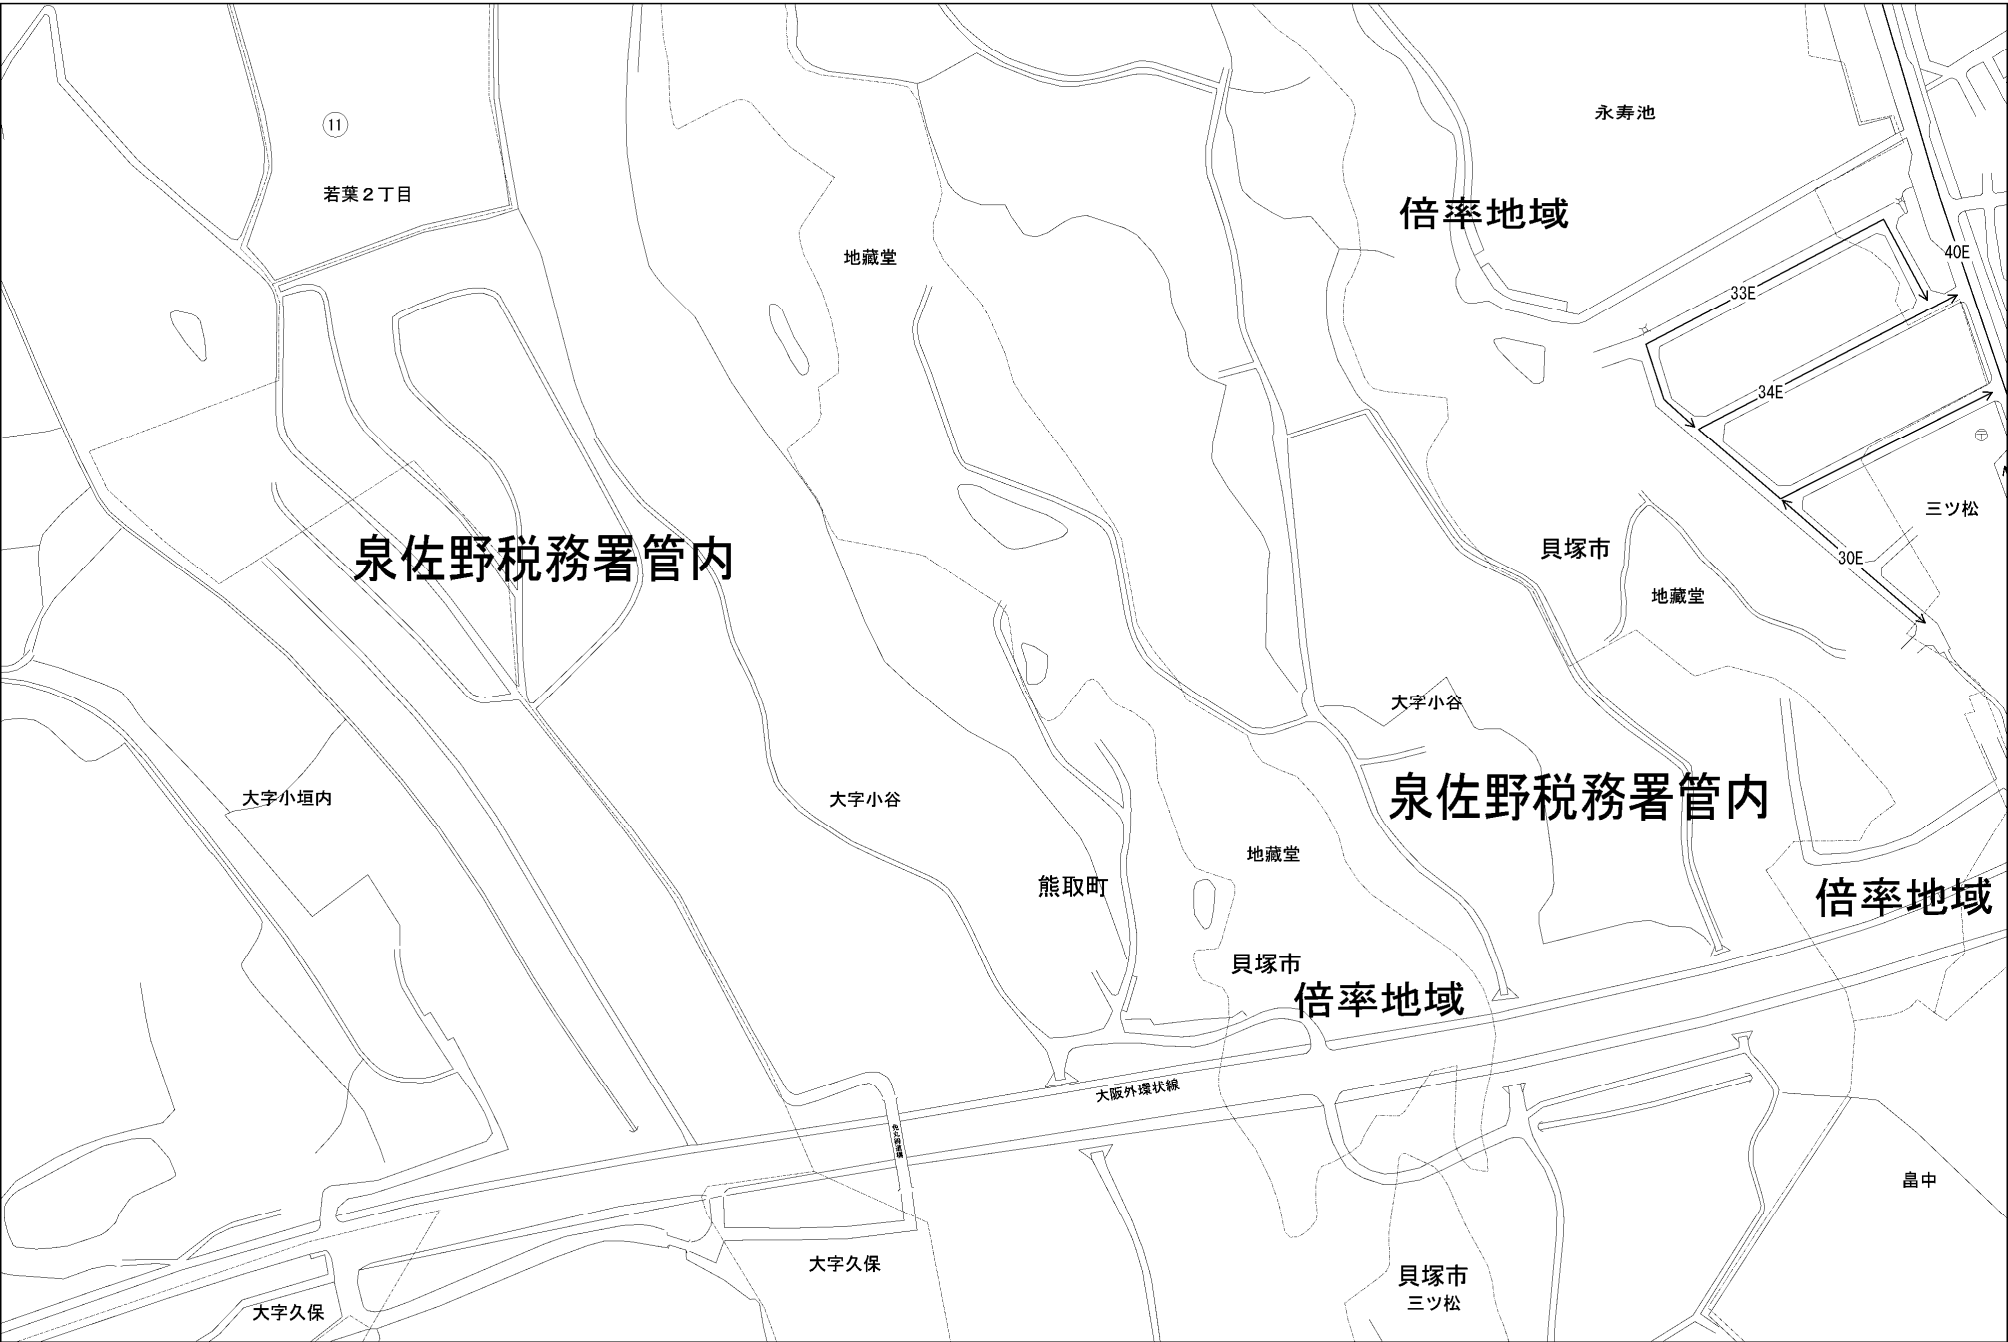 ⑪
永寿池
若葉２丁目
倍率地域
40E
地蔵堂
33E
34E
三ツ松
泉佐野税務署管内
貝塚市
30E
地蔵堂
大字小谷
大字小垣内
大字小谷
泉佐野税務署管内
地蔵堂
熊取町
倍率地域
貝塚市
倍率地域
大阪外環状線
畠中
大字久保
貝塚市
三ツ松
大字久保